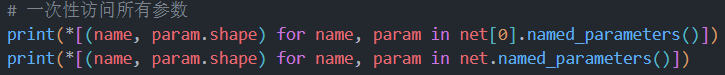 # 一次性访问所有参数
print(*[(name, param.shape) for name, param in net[0].named_parameters()])
print(*[(name, param.shape) for name, param in net.named_parameters()])